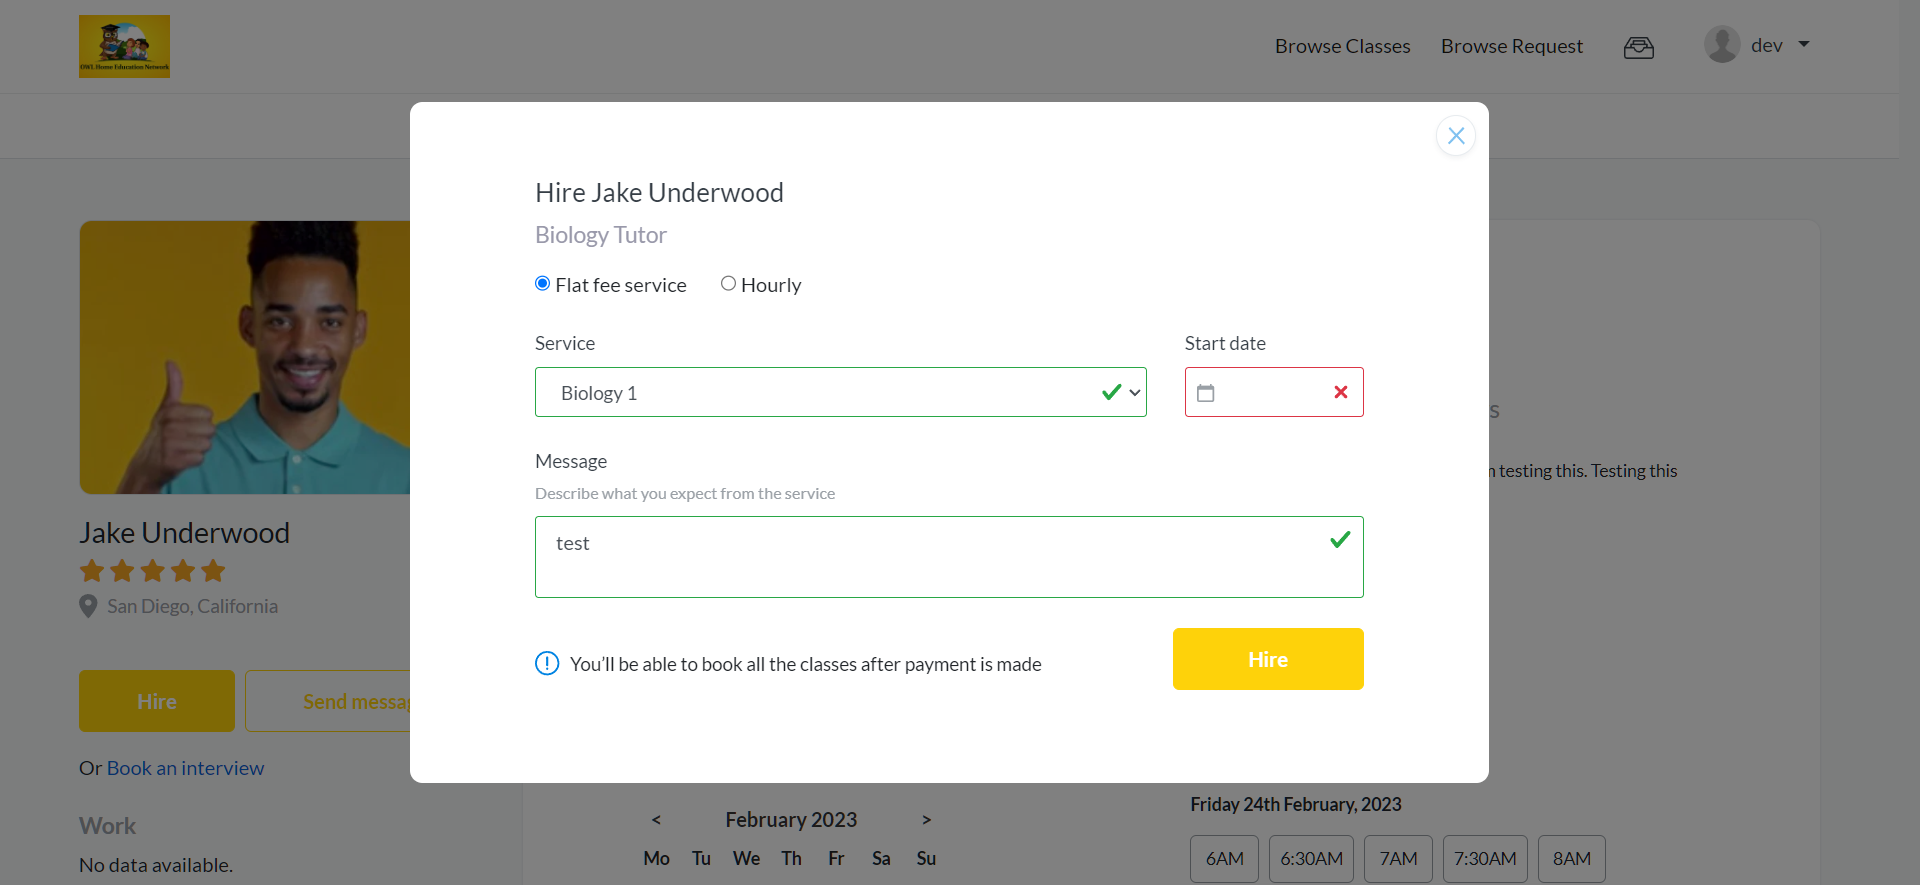 OWL Home Education Network
Browse Classes
Browse Request
dev
Hire Jake Underwood
Biology Tutor
Flat fee service
Hourly
Service
Start date
Biology 1
Message
Describe what you expect from the service
test
You'll be able to book all the classes after payment is made
Hire
testing this. Testing this
Jake Underwood
San Diego, California
Hire
Send messag
Or Book an interview
Work
No data available.
< February 2023 >
Mo Tu We Th Fr Sa Su
Friday 24th February, 2023
6AM 6:30AM 7AM 7:30AM 8AM